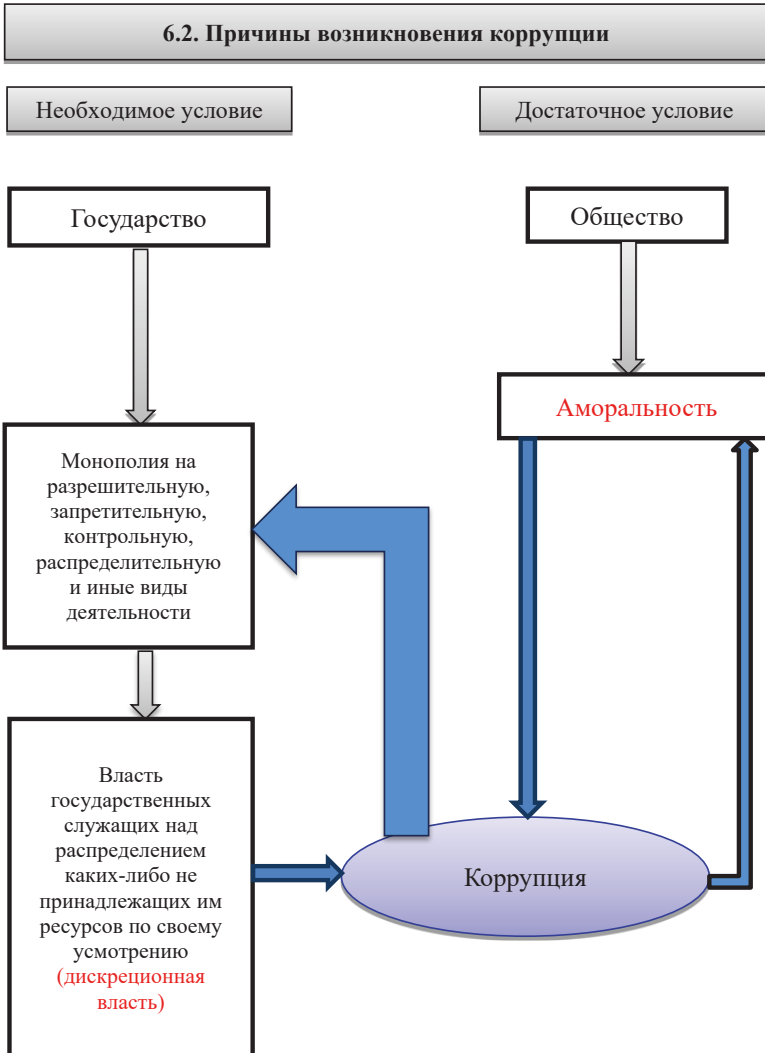 6.2. Причины возникновения коррупции
Необходимое условие
Достаточное условие
Государство
Общество
Аморальность
Монополия на
разрешительную,
запретительную,
контрольную,
распределительную
и иные виды
деятельности
Власть
государственных
служащих над
распределением
каких-либо не
принадлежащих им
ресурсов по своему
усмотрению
(дискреционная
власть)
Коррупция